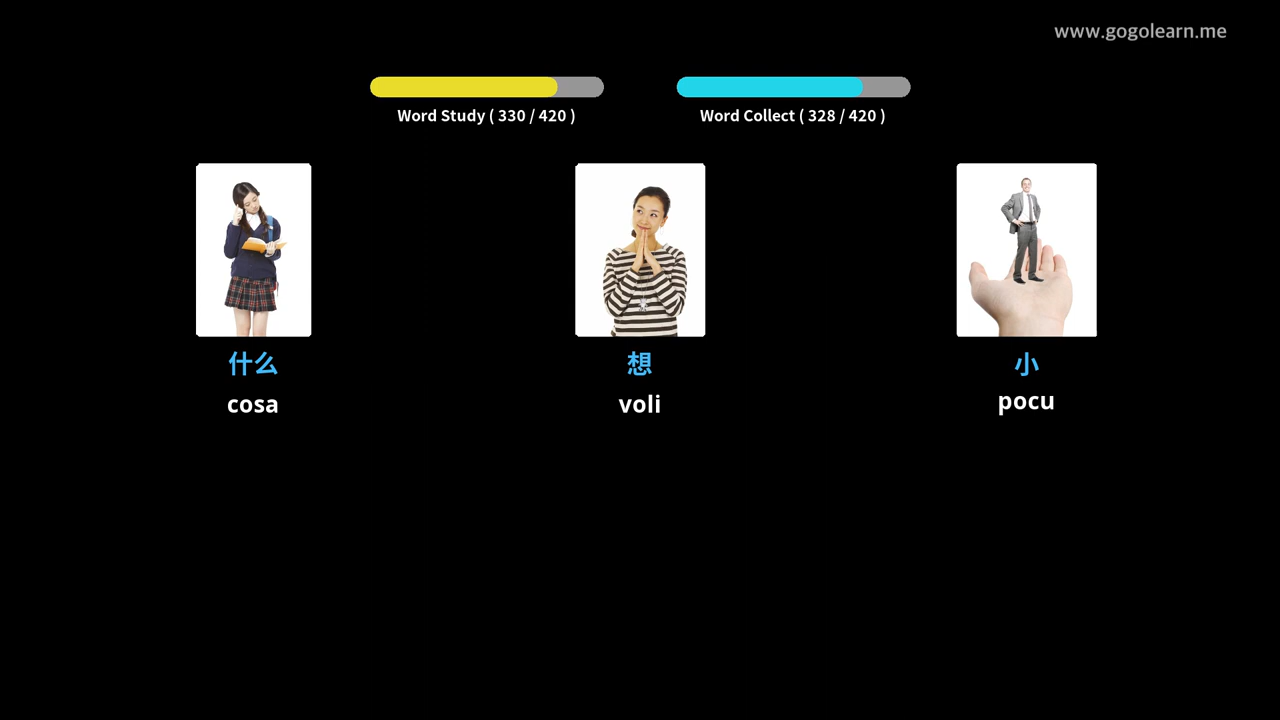 www.gogolearn.me
Word Study ( 330 / 420 )
Word Collect ( 328 / 420 )
什么
想
小
cosa
voli
pocu